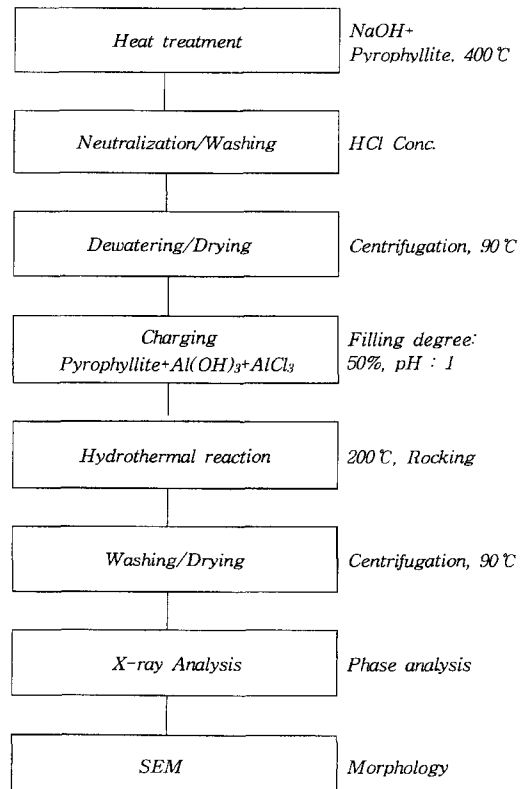 Heat treatment
NaOH+
Pyrophyllite, 400℃
Neutralization/Washing
HCl Conc.
Dewatering/Drying
Centrifugation, 90℃
Charging
Pyrophyllite+Al(OH)₃+AlCl₃
Filling degree:
50%, pH : 1
Hydrothermal reaction
200℃, Rocking
Washing/Drying
Centrifugation, 90℃
X-ray Analysis
Phase analysis
SEM
Morphology